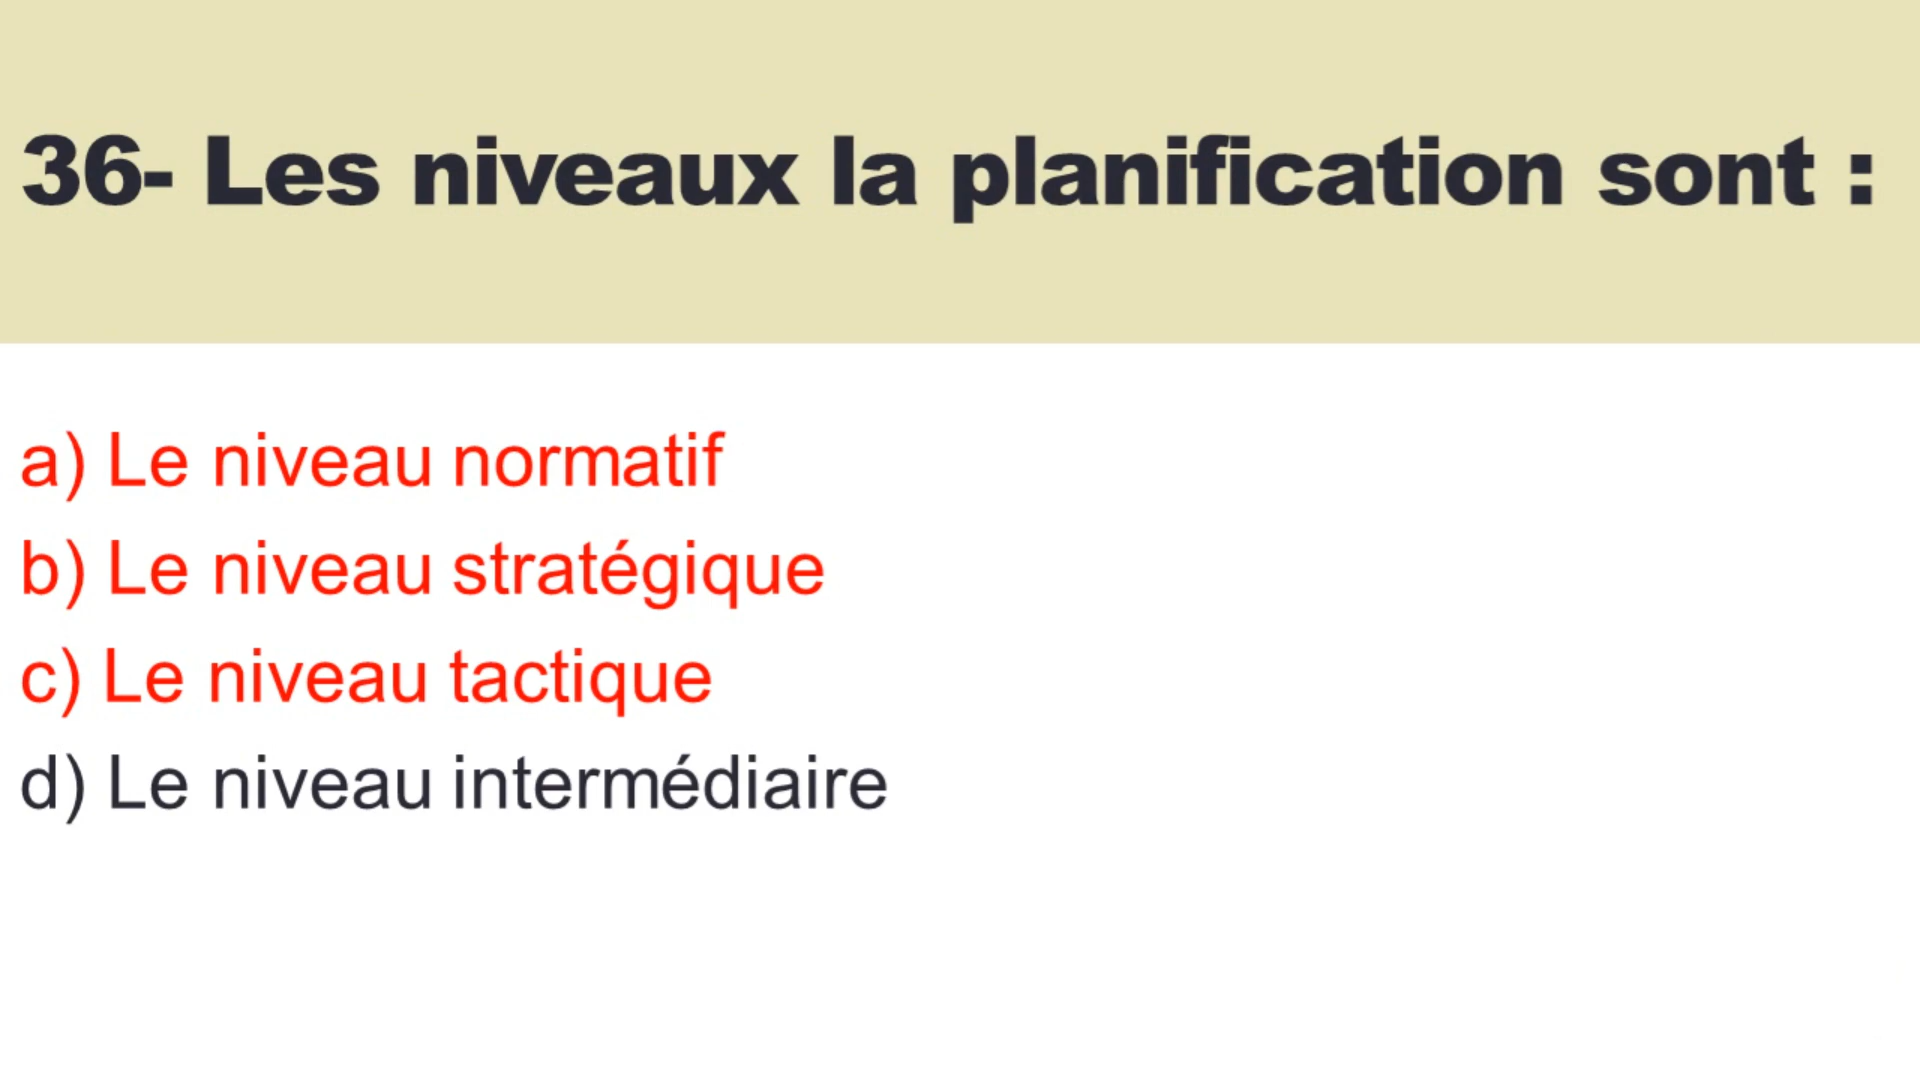 36- Les niveaux la planification sont :
a) Le niveau normatif
b) Le niveau stratégique
c) Le niveau tactique
d) Le niveau intermédiaire